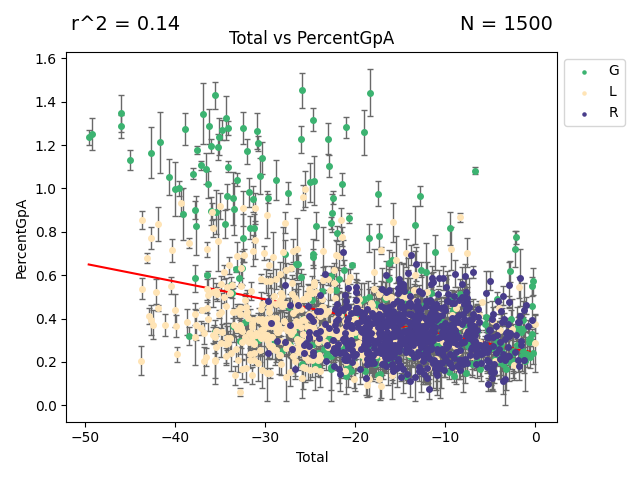 r^2 = 0.14
N = 1500
Total vs PercentGpA
G
L
R
1.6
1.4
1.2
1.0
0.8
0.6
0.4
0.2
0.0
PercentGpA
−50
−40
−30
−20
−10
0
Total